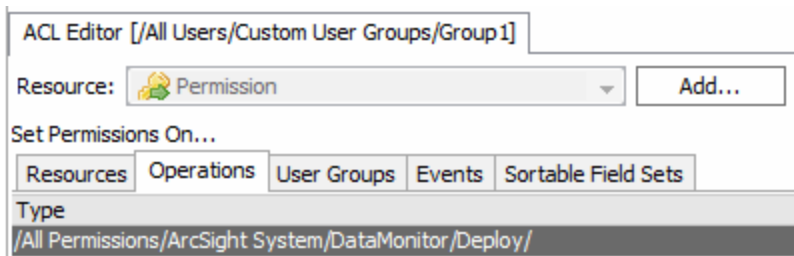 ACL Editor [/All Users/Custom User Groups/Group1]
Resource: Permission Add...
Set Permissions On...
Resources Operations User Groups Events Sortable Field Sets
Type
/All Permissions/ArcSight System/DataMonitor/Deploy/